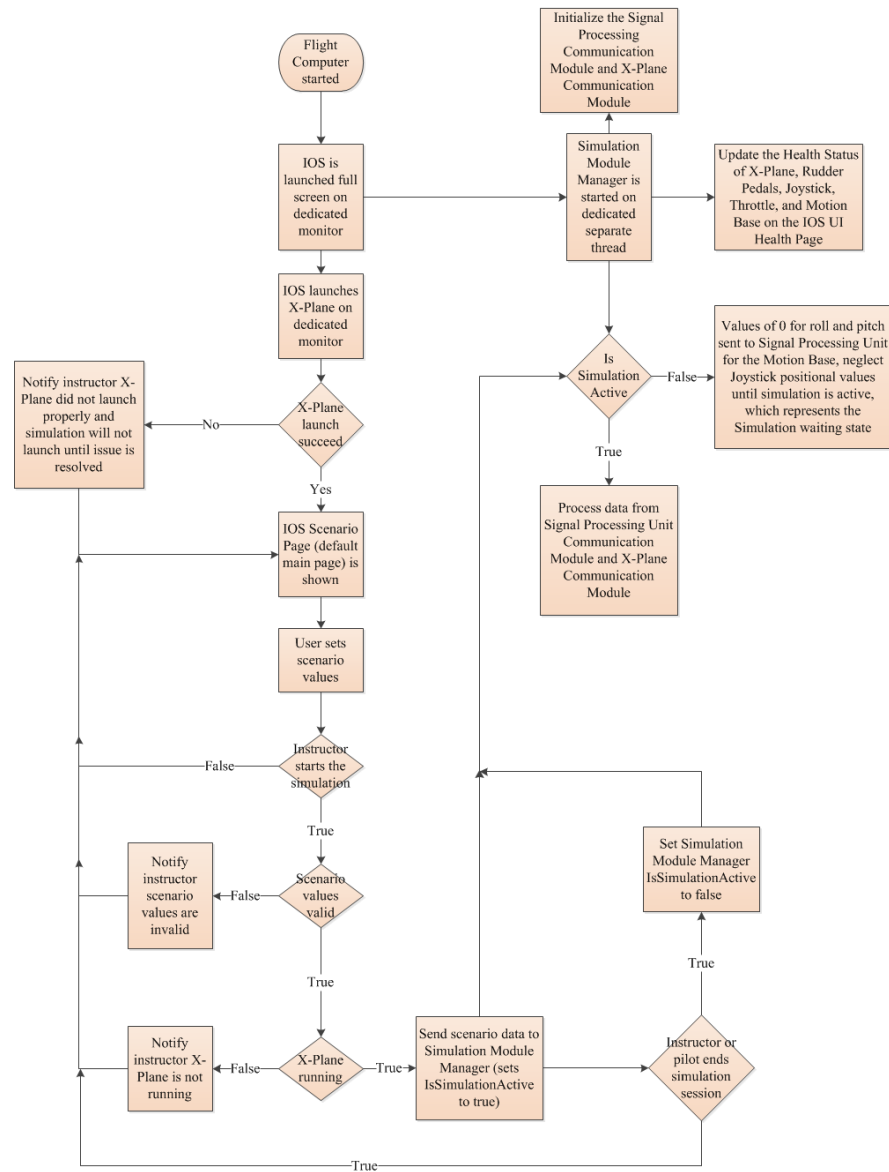 Flight
Computer
started
Initialize the Signal
Processing
Communication
Module and X-Plane
Communication
Module
IOS is
launched full
screen on
dedicated
monitor
Simulation
Module
Manager is
started on
dedicated
separate
thread
Update the Health Status
of X-Plane, Rudder
Pedals, Joystick,
Throttle, and Motion
Base on the IOS UI
Health Page
IOS launches
X-Plane on
dedicated
monitor
Is
Simulation
Active
False
Values of 0 for roll and pitch
sent to Signal Processing Unit
for the Motion Base, neglect
Joystick positional values
until simulation is active,
which represents the
Simulation waiting state
True
Process data from
Signal Processing Unit
Communication
Module and X-Plane
Communication
Module
Notify instructor X-
Plane did not launch
properly and
simulation will not
launch until issue is
resolved
No
X-Plane
launch
succeed
Yes
IOS Scenario
Page (default
main page) is
shown
User sets
scenario
values
False
Instructor
starts the
simulation
True
Notify
instructor
scenario
values are
invalid
False
Scenario
values
valid
True
Set Simulation
Module Manager
IsSimulationActive
to false
True
Notify
instructor X-
Plane is not
running
False
X-Plane
running
True
Send scenario data to
Simulation Module
Manager (sets
IsSimulationActive
to true)
Instructor or
pilot ends
simulation
session
True